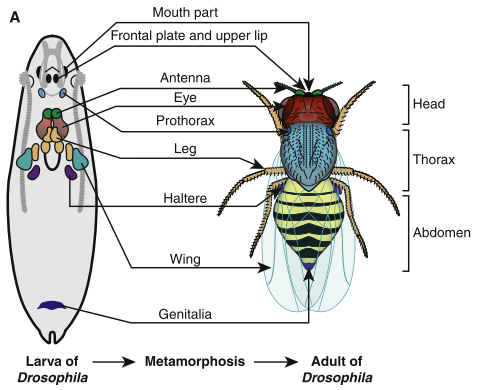 A
Mouth part
Frontal plate and upper lip
Antenna
Eye
Prothorax
Leg
Haltere
Wing
Genitalia
Head
Thorax
Abdomen
Larva of Drosophila
Metamorphosis
Adult of Drosophila